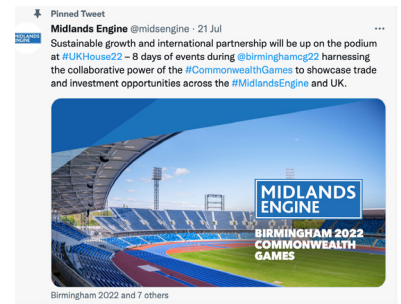 Pinned Tweet
MIDLANDS
ENGINE
Midlands Engine @midsengine · 21 Jul
Sustainable growth and international partnership will be up on the podium
at #UKHouse22 – 8 days of events during @birminghamcg22 harnessing
the collaborative power of the #CommonwealthGames to showcase trade
and investment opportunities across the #MidlandsEngine and UK.
MIDLANDS
ENGINE
BIRMINGHAM 2022
COMMONWEALTH
GAMES
Birmingham 2022 and 7 others